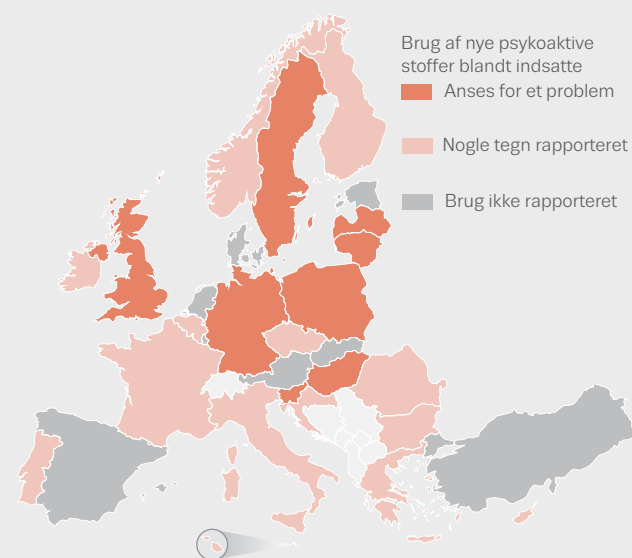 Brug af nye psykoaktive
stoffer blandt indsatte
Anses for et problem
Nogle tegn rapporteret
Brug ikke rapporteret